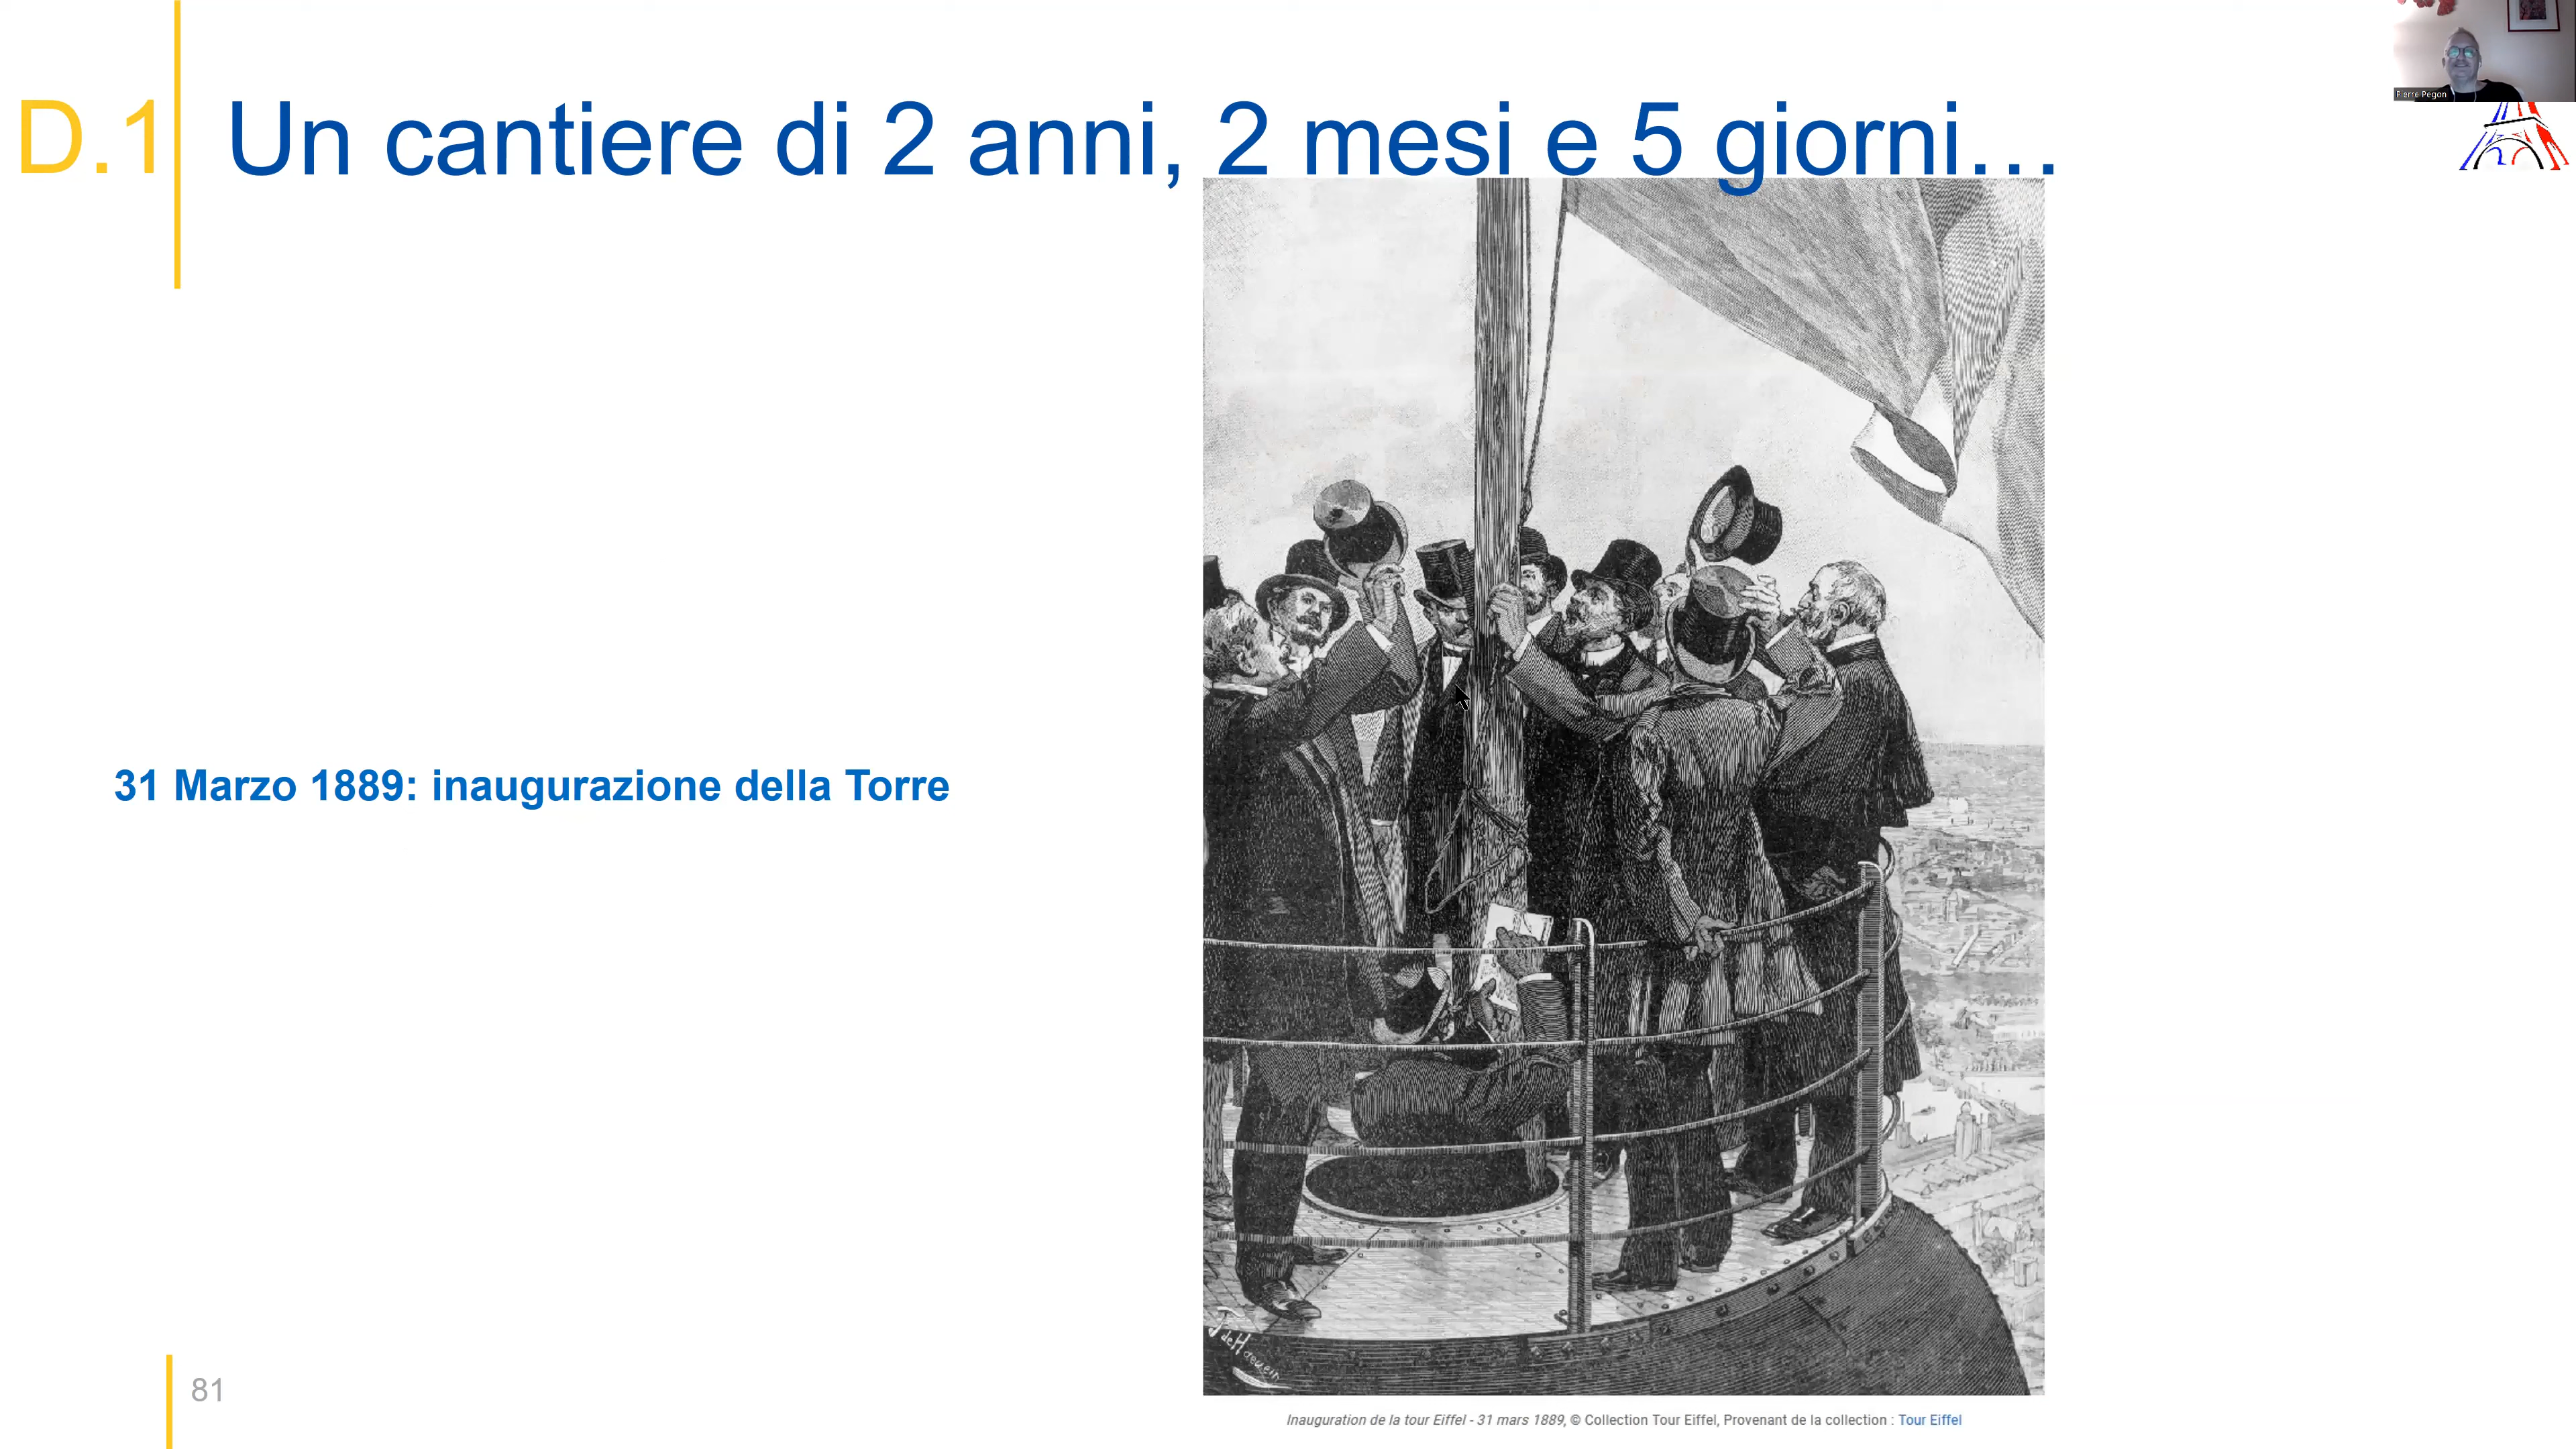 Pierre Pegon
D.1 Un cantiere di 2 anni, 2 mesi e 5 giorni…
31 Marzo 1889: inaugurazione della Torre
81
Inauguration de la tour Eiffel - 31 mars 1889, © Collection Tour Eiffel, Provenant de la collection : Tour Eiffel